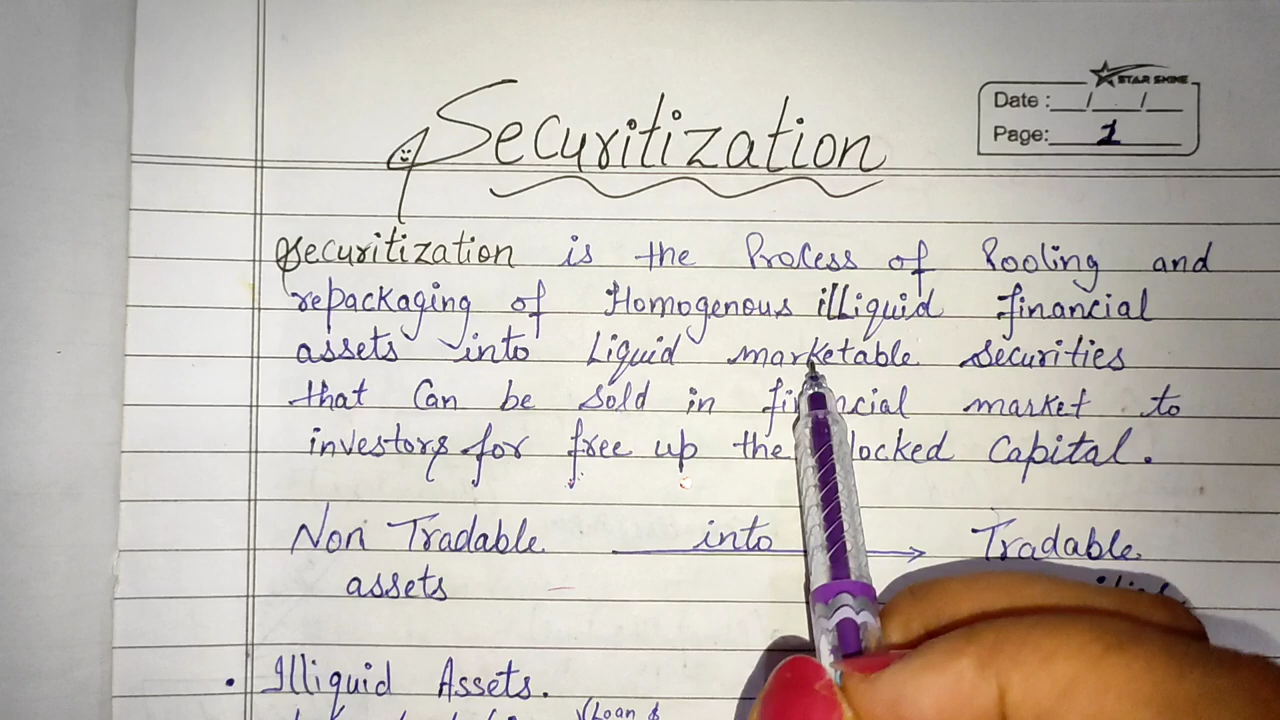 STAR SHINE
Date : / /
Page: 1
Securitization
Securitization is the Process of Pooling and
repackaging of Homogenous illiquid financial
assets into Liquid marketable securities
that Can be sold in financial market to
investors for free up the locked Capital.
Non Tradable into Tradable
assets
• Illiquid Assets.
(Loan &